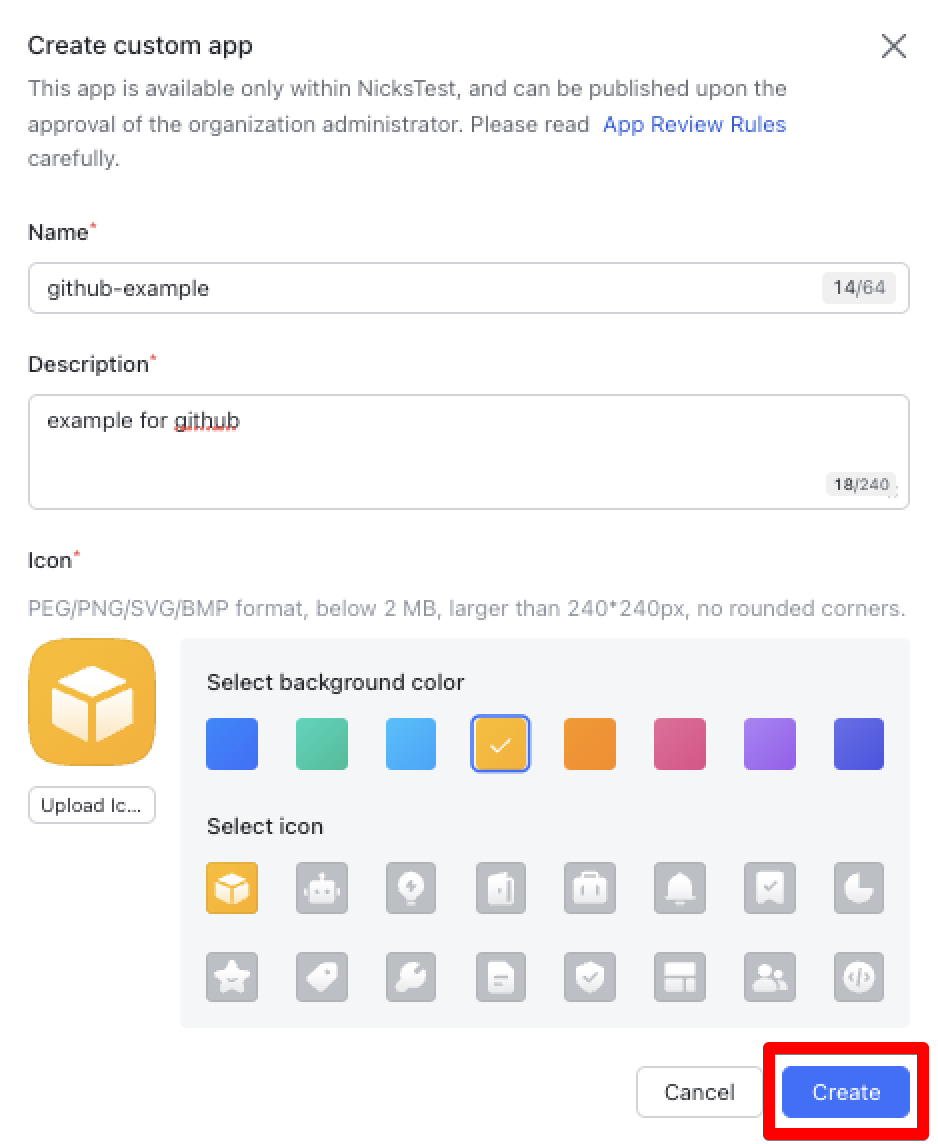 Create custom app
This app is available only within NicksTest, and can be published upon the
approval of the organization administrator. Please read App Review Rules
carefully.
Name*
github-example
14/64
Description*
example for github
18/240
Icon*
PEG/PNG/SVG/BMP format, below 2 MB, larger than 240*240px, no rounded corners.
Select background color
Upload Ic...
Select icon
Cancel
Create